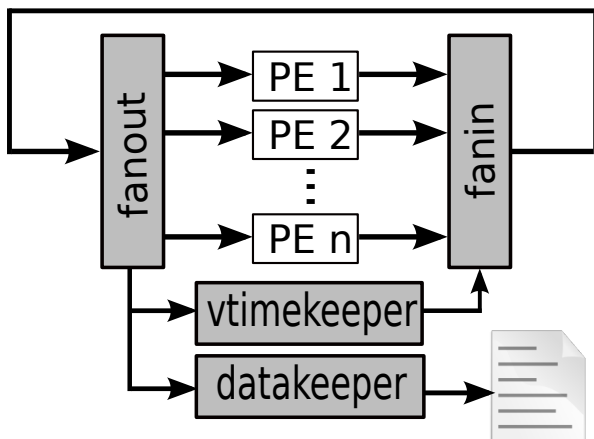 fanout
PE 1
PE 2
PE n
fanin
vtimekeeper
datakeeper